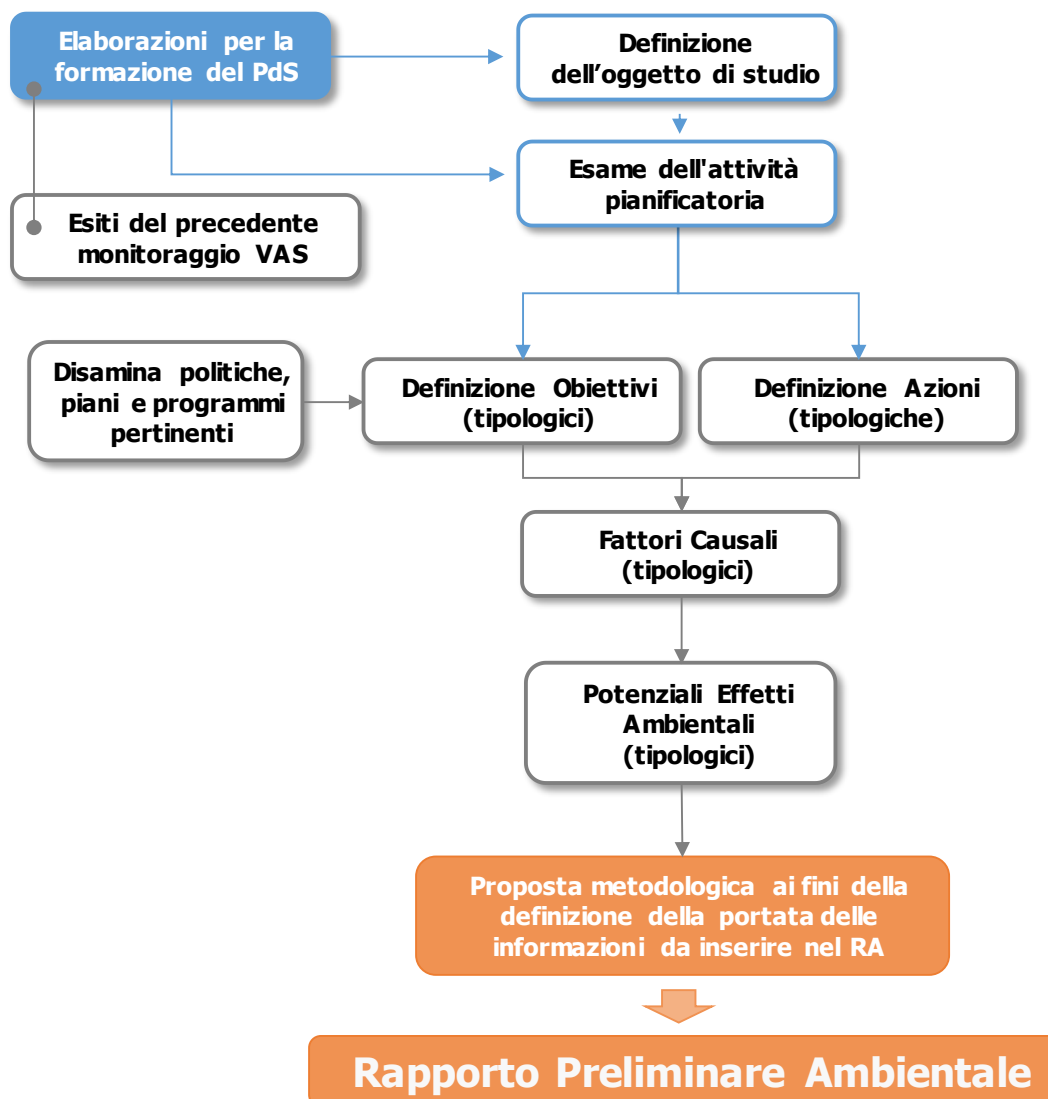 Elaborazioni per la
formazione del PdS
Definizione
dell'oggetto di studio
Esame dell'attività
pianificatoria
Esiti del precedente
monitoraggio VAS
Disamina politiche,
piani e programmi
pertinenti
Definizione Obiettivi
(tipologici)
Definizione Azioni
(tipologiche)
Fattori Causali
(tipologici)
Potenziali Effetti
Ambientali
(tipologici)
Proposta metodologica ai fini della
definizione della portata delle
informazioni da inserire nel RA
Rapporto Preliminare Ambientale